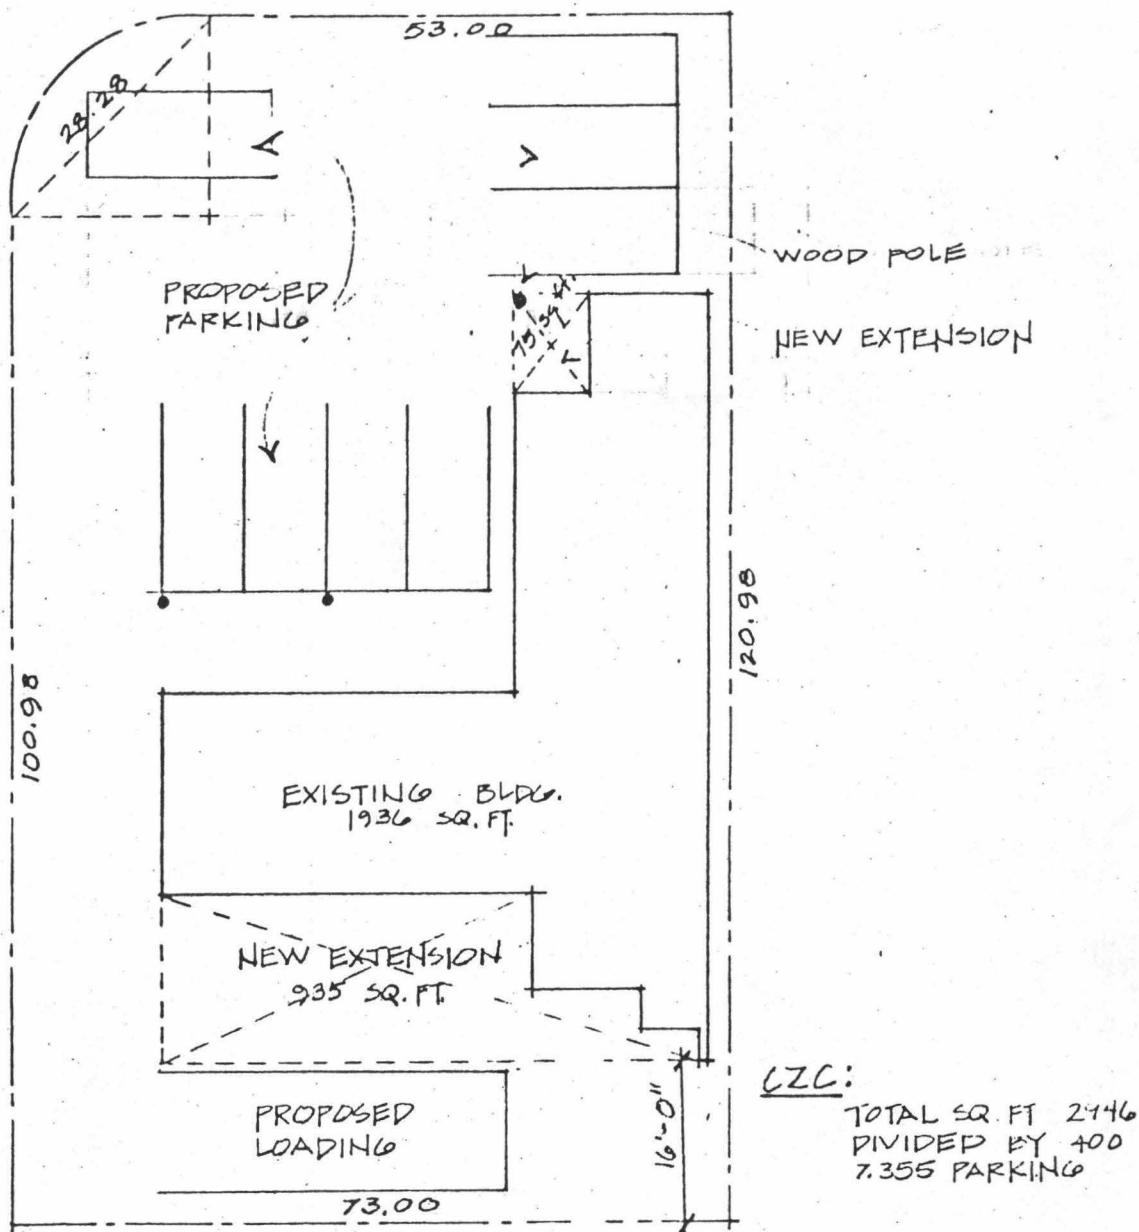 53.00
28.28
PROPOSED
PARKING
WOOD POLE
NEW EXTENSION
100.98
120.98
EXISTING BLDG.
1936 SQ. FT.
NEW EXTENSION
935 SQ. FT.
PROPOSED
LOADING
16'-0"
73.00
CZC:
TOTAL SQ. FT 2946
DIVIDED BY 400
7.355 PARKING